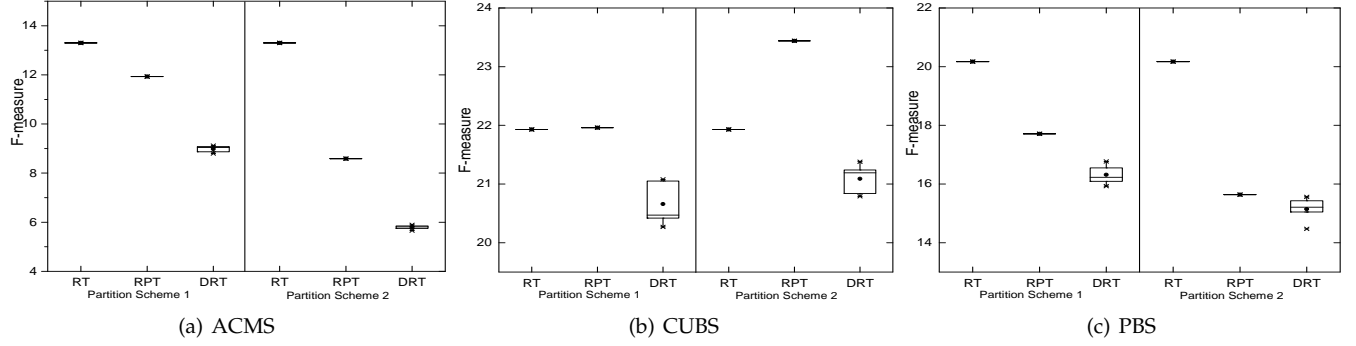 14
12
10
8
6
4
F-measure
RT
RPT
DRT
RT
RPT
DRT
Partition Scheme 1
Partition Scheme 2
(a) ACMS
24
23
22
21
20
F-measure
RT
RPT
DRT
RT
RPT
DRT
Partition Scheme 1
Partition Scheme 2
(b) CUBS
22
20
18
16
14
12
F-measure
RT
RPT
DRT
RT
RPT
DRT
Partition Scheme 1
Partition Scheme 2
(c) PBS